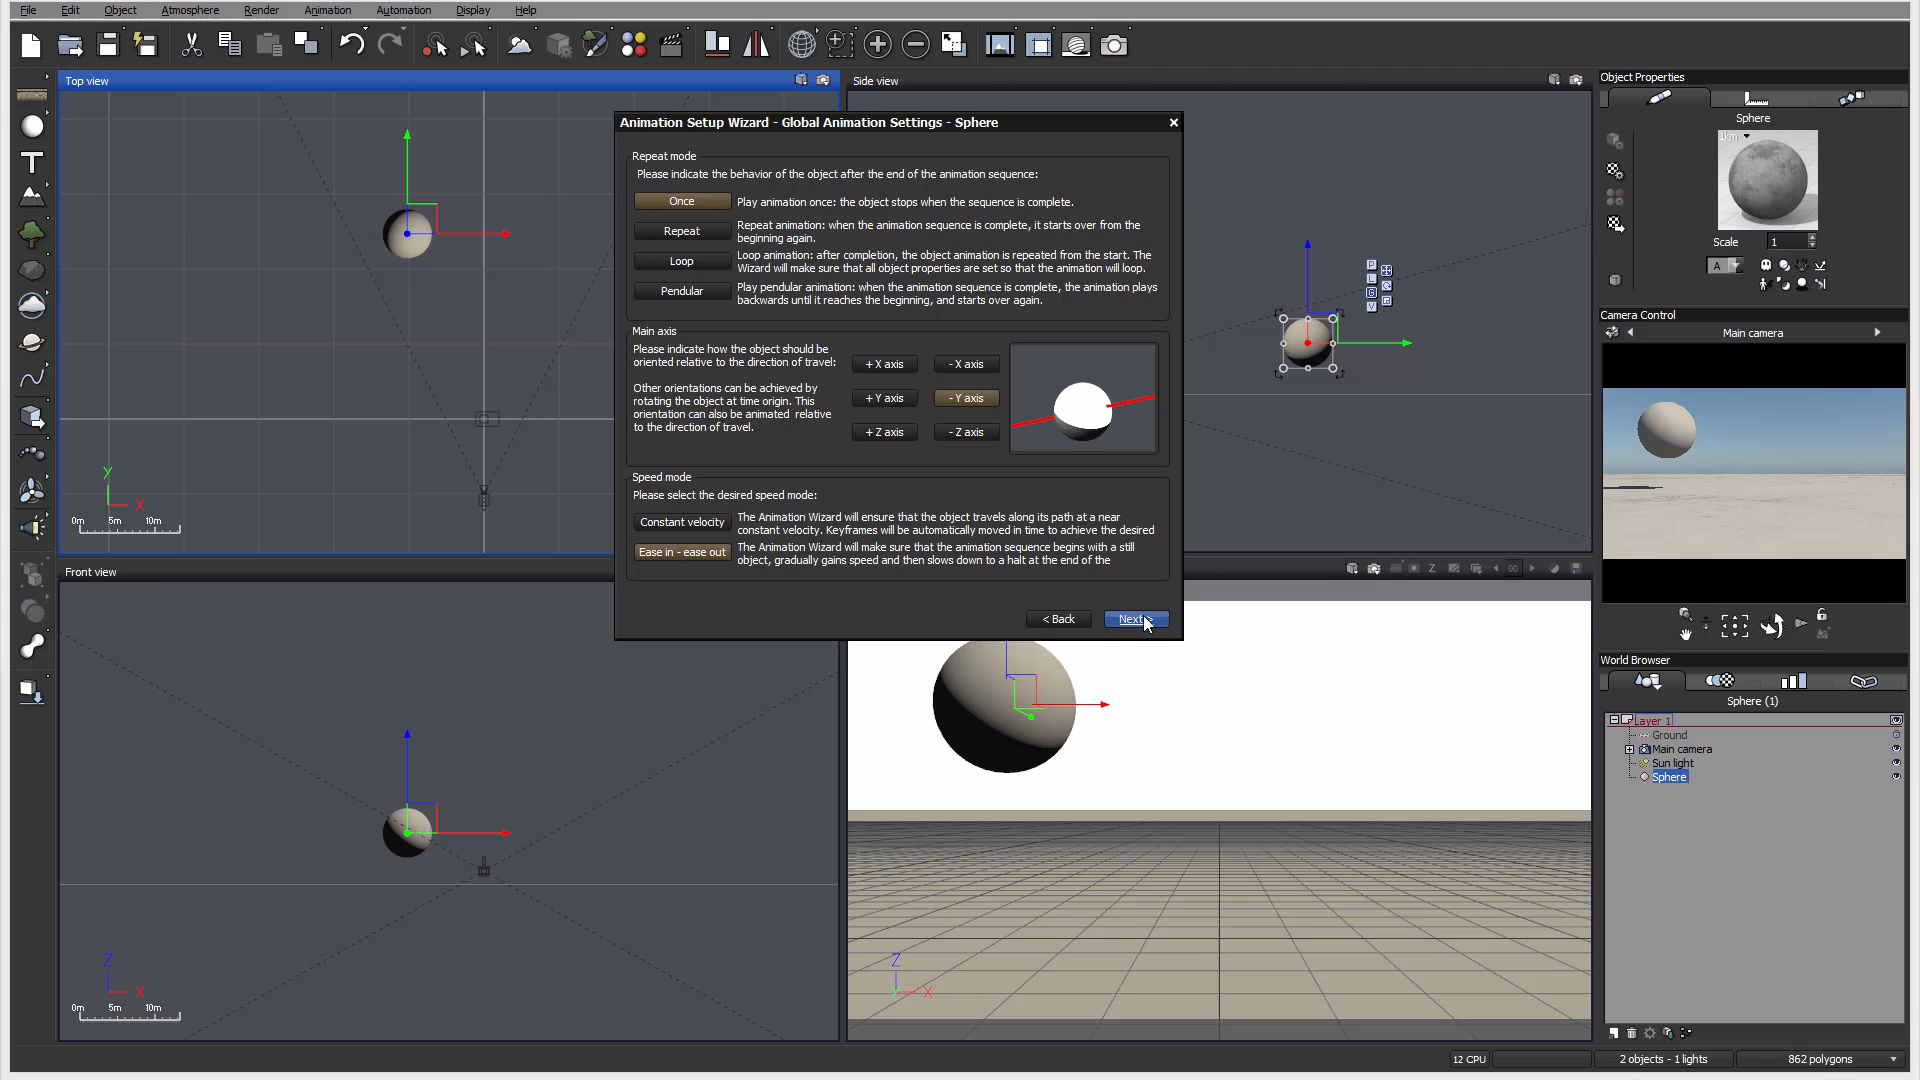 File Edit Object Atmosphere Render Animation Automation Display Help
Top view
Side view
Object Properties
Sphere
1km
Scale 1
A
Animation Setup Wizard - Global Animation Settings - Sphere
Repeat mode
Please indicate the behavior of the object after the end of the animation sequence:
Once
Play animation once: the object stops when the sequence is complete.
Repeat
Repeat animation: when the animation sequence is complete, it starts over from the
beginning again.
Loop
Loop animation: after completion, the object animation is repeated from the start. The
Wizard will make sure that all object properties are set so that the animation will loop.
Pendular
Play pendular animation: when the animation sequence is complete, the animation plays
backwards until it reaches the beginning, and starts over again.
Main axis
Please indicate how the object should be
oriented relative to the direction of travel:
Other orientations can be achieved by
rotating the object at time origin. This
orientation can also be animated relative
to the direction of travel.
+ X axis - X axis
+ Y axis - Y axis
+ Z axis - Z axis
Speed mode
Please select the desired speed mode:
Constant velocity
The Animation Wizard will ensure that the object travels along its path at a near
constant velocity. Keyframes will be automatically moved in time to achieve the desired
Ease in - ease out
The Animation Wizard will make sure that the animation sequence begins with a still
object, gradually gains speed and then slows down to a halt at the end of the
< Back Next >
Camera Control
Main camera
Y
X
0m 5m 10m
Front view
Z
X
0m 5m 10m
Z
00
Z
Y
X
World Browser
Sphere (1)
Layer 1
Ground
Main camera
Sun light
Sphere
12 CPU
2 objects - 1 lights
862 polygons